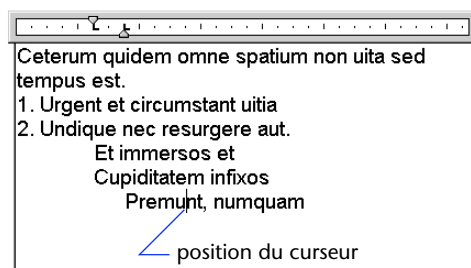 Ceterum quidem omne spatium non uita sed
tempus est.
1. Urgent et circumstant uitia
2. Undique nec resurgere aut.
Et immersos et
Cupiditatem infixos
Premunt, numquam
position du curseur